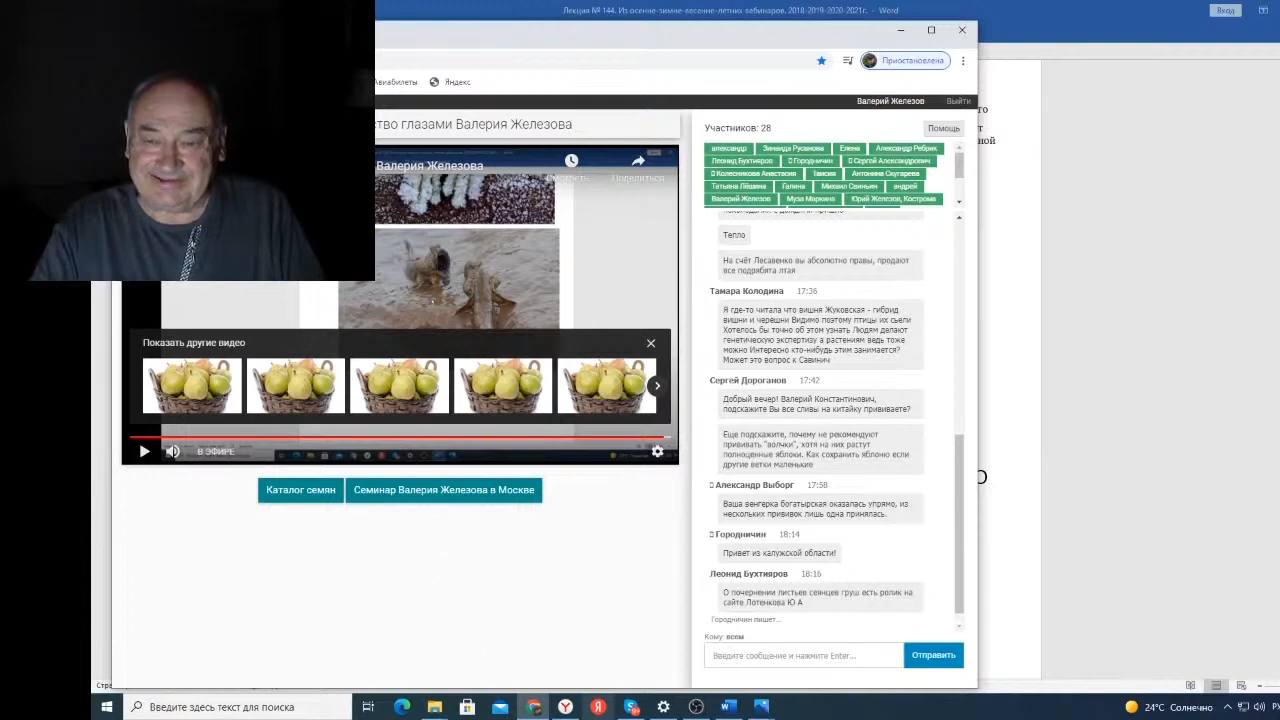 Лекция № 144. Из осенне-зимне-весенне-летних вебинаров. 2018-2019-2020-2021г. - Word
Вход
Приостановлена
Авиабилеты
Яндекс
Валерий Железов
Выйти
ство глазами Валерия Железова
Валерия Железова
Смотреть
Поделиться
Показать другие видео
В ЭФИРЕ
Каталог семян
Семинар Валерия Железова в Москве
Участников: 28
Помощь
александр
Зинаида Русанова
Елена
Александр Ребрик
Леонид Бухтияров
Городничин
Сергей Александрович
Колесникова Анастасия
Таисия
Антонина Скугарева
Татьяна Лёшина
Галина
Михаил Свиньин
андрей
Валерий Железов
Муза Маркина
Юрий Железов, Кострома
Тепло
На счёт Лесавенко вы абсолютно правы, продают
все подрябята лтая
Тамара Колодина 17:36
Я где-то читала что вишня Жуковская - гибрид
вишни и черешни Видимо поэтому птицы их сьели
Хотелось бы точно об этом узнать Людям делают
генетическую экспертизу а растениям ведь тоже
можно Интересно кто-нибудь этим занимается?
Может это вопрос к Савинич
Сергей Дороганов 17:42
Добрый вечер! Валерий Константинович,
подскажите Вы все сливы на китайку прививаете?
Еще подскажите, почему не рекомендуют
прививать "волчки", хотя на них растут
полноценные яблоки. Как сохранить яблоню если
другие ветки маленькие
Александр Выборг 17:58
Ваша венгерка богатырская оказалась упрямо, из
нескольких прививок лишь одна принялась.
Городничин 18:14
Привет из калужской области!
Леонид Бухтияров 18:16
О почернении листьев сеянцев груш есть ролик на
сайте Лотенкова Ю А
Городничин пишет...
Кому: всем
Введите сообщение и нажмите Enter...
Отправить
го
т
ной
О
Стра
Введите здесь текст для поиска
24°C Солнечно